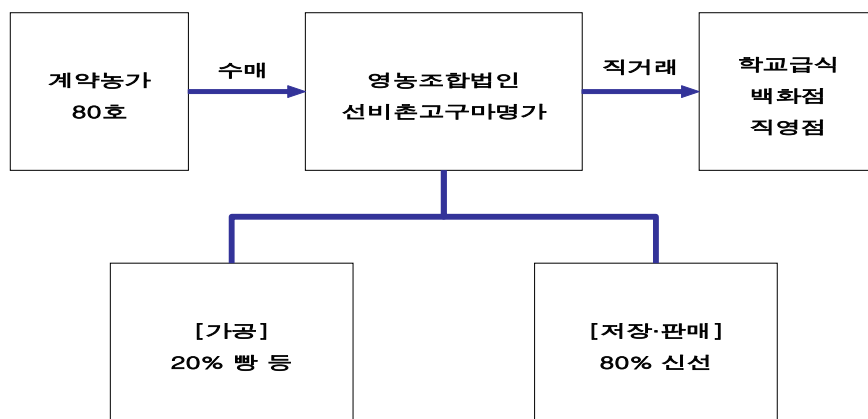 계약농가
80호
수매
영농조합법인
선비촌고구마명가
직거래
학교급식
백화점
직영점
[가공]
20% 빵 등
[저장·판매]
80% 신선